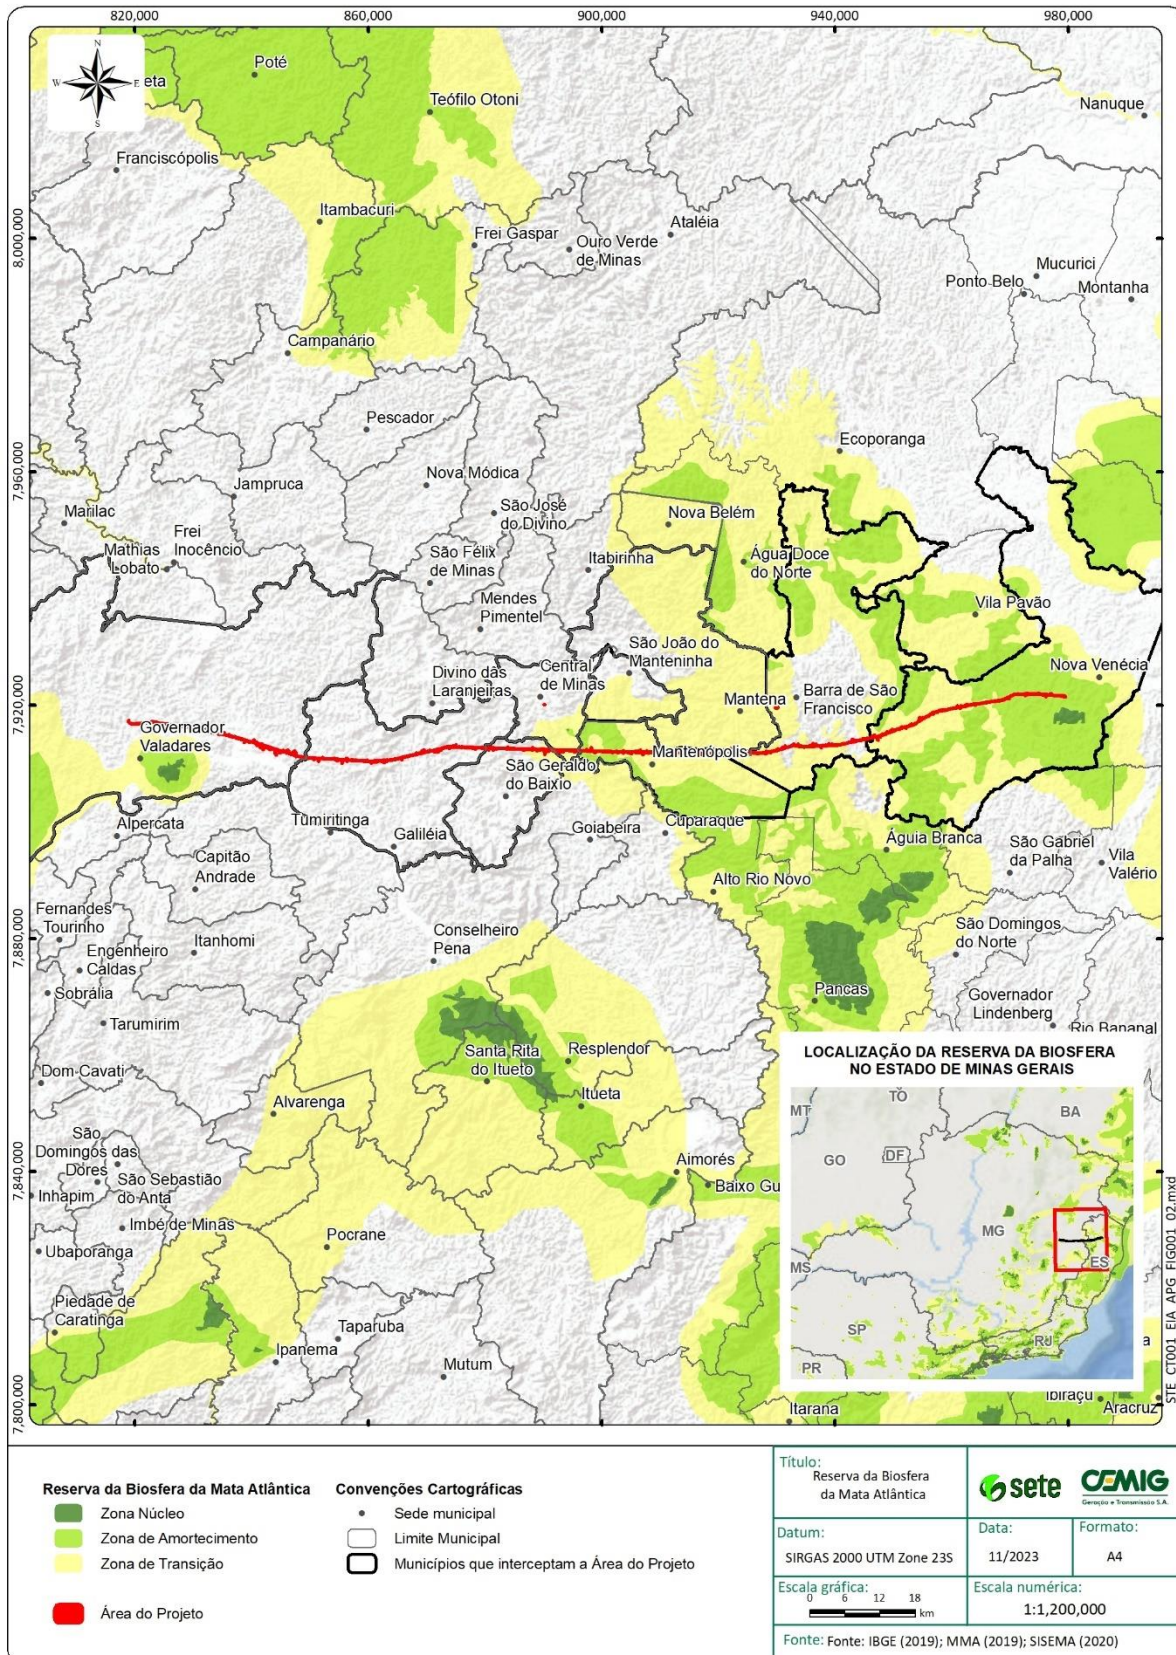 820,000
860,000
900,000
940,000
980,000
N
W
E
S
eta
Poté
Teófilo Otoni
Nanuque
Franciscópolis
Itambacuri
Frei Gaspar
Ouro Verde
de Minas
Ataléia
8,000,000
Mucurici
Ponto Belo
Montanha
Campanário
Pescador
Ecoporanga
7,960,000
Jampruca
Nova Módica
São José
do Divino
Nova Belém
Marilac
Frei
Inocêncio
Mathias
Lobato
São Félix
de Minas
Itabirinha
Água Doce
do Norte
Mendes
Pimentel
Vila Pavão
São João do
Manteninha
Nova Venécia
Divino das
Laranjeiras
Central
de Minas
Mantena
Barra de São
Francisco
7,920,000
Governador
Valadares
Mantenópolis
São Geraldo
do Baixio
Alpercata
Tumiritinga
Galiléia
Goiabeira
Cuparaque
Águia Branca
São Gabriel
da Palha
Vila
Valério
Capitão
Andrade
Alto Rio Novo
Fernandes
Tourinho
Itanhomi
Conselheiro
Pena
São Domingos
do Norte
7,880,000
Engenheiro
Caldas
Sobrália
Pancas
Governador
Lindenberg
Tarumirim
Rio Bananal
Santa Rita
do Itueto
Resplendor
Dom Cavati
Itueta
Alvarenga
São
Domingos das
Dores
São Sebastião
do Anta
Aimorés
Baixo Gu
7,840,000
Inhapim
Imbé de Minas
Ubaporanga
Pocrane
Piedade de
Caratinga
Taparuba
Ipanema
Mutum
7,800,000
Itarana
Ibiraçu
Aracruz
a
LOCALIZAÇÃO DA RESERVA DA BIOSFERA
NO ESTADO DE MINAS GERAIS
MT
TO
BA
GO
DF
MG
MS
ES
SP
RJ
PR
STE_CT001_EIA_APG_FIG001_02.mxd
820,000
860,000
900,000
940,000
980,000
Reserva da Biosfera da Mata Atlântica
Zona Núcleo
Zona de Amortecimento
Zona de Transição
Área do Projeto
Convenções Cartográficas
Sede municipal
Limite Municipal
Municípios que interceptam a Área do Projeto
Título:
Reserva da Biosfera
da Mata Atlântica
sete
CEMIG
Geração e Transmissão S.A.
Datum:
SIRGAS 2000 UTM Zone 23S
Data:
11/2023
Formato:
A4
Escala gráfica:
0 6 12 18
km
Escala numérica:
1:1,200,000
Fonte: Fonte: IBGE (2019); MMA (2019); SISEMA (2020)